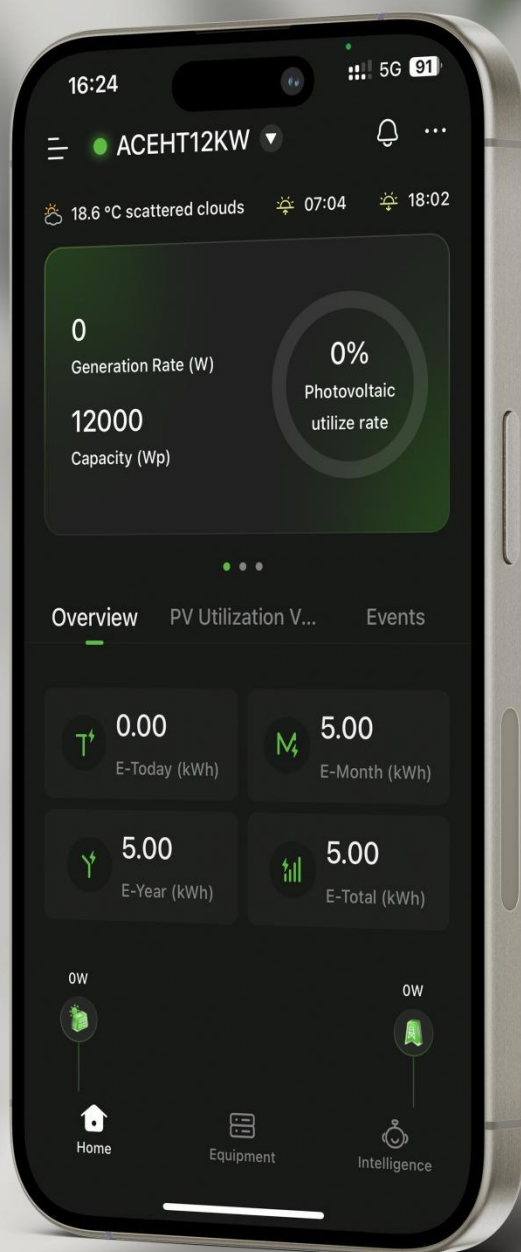 16:24
5G 91
ACEHT12KW
18.6 °C scattered clouds 07:04 18:02
0
Generation Rate (W)
12000
Capacity (Wp)
0%
Photovoltaic
utilize rate
Overview PV Utilization V... Events
0.00
E-Today (kWh)
5.00
E-Month (kWh)
5.00
E-Year (kWh)
5.00
E-Total (kWh)
0W
0W
Home
Equipment
Intelligence